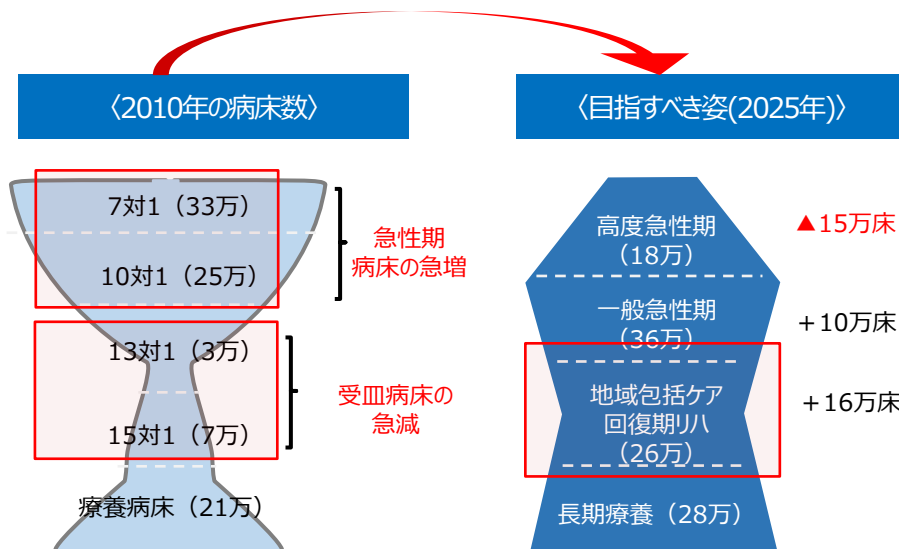 〈2010年の病床数〉
7対1（33万）
10対1（25万）
13対1（3万）
15対1（7万）
療養病床（21万）
急性期
病床の急増
受皿病床の
急減
〈目指すべき姿(2025年)〉
高度急性期
（18万）
一般急性期
（36万）
地域包括ケア
回復期リハ
（26万）
長期療養（28万）
▲15万床
＋10万床
＋16万床